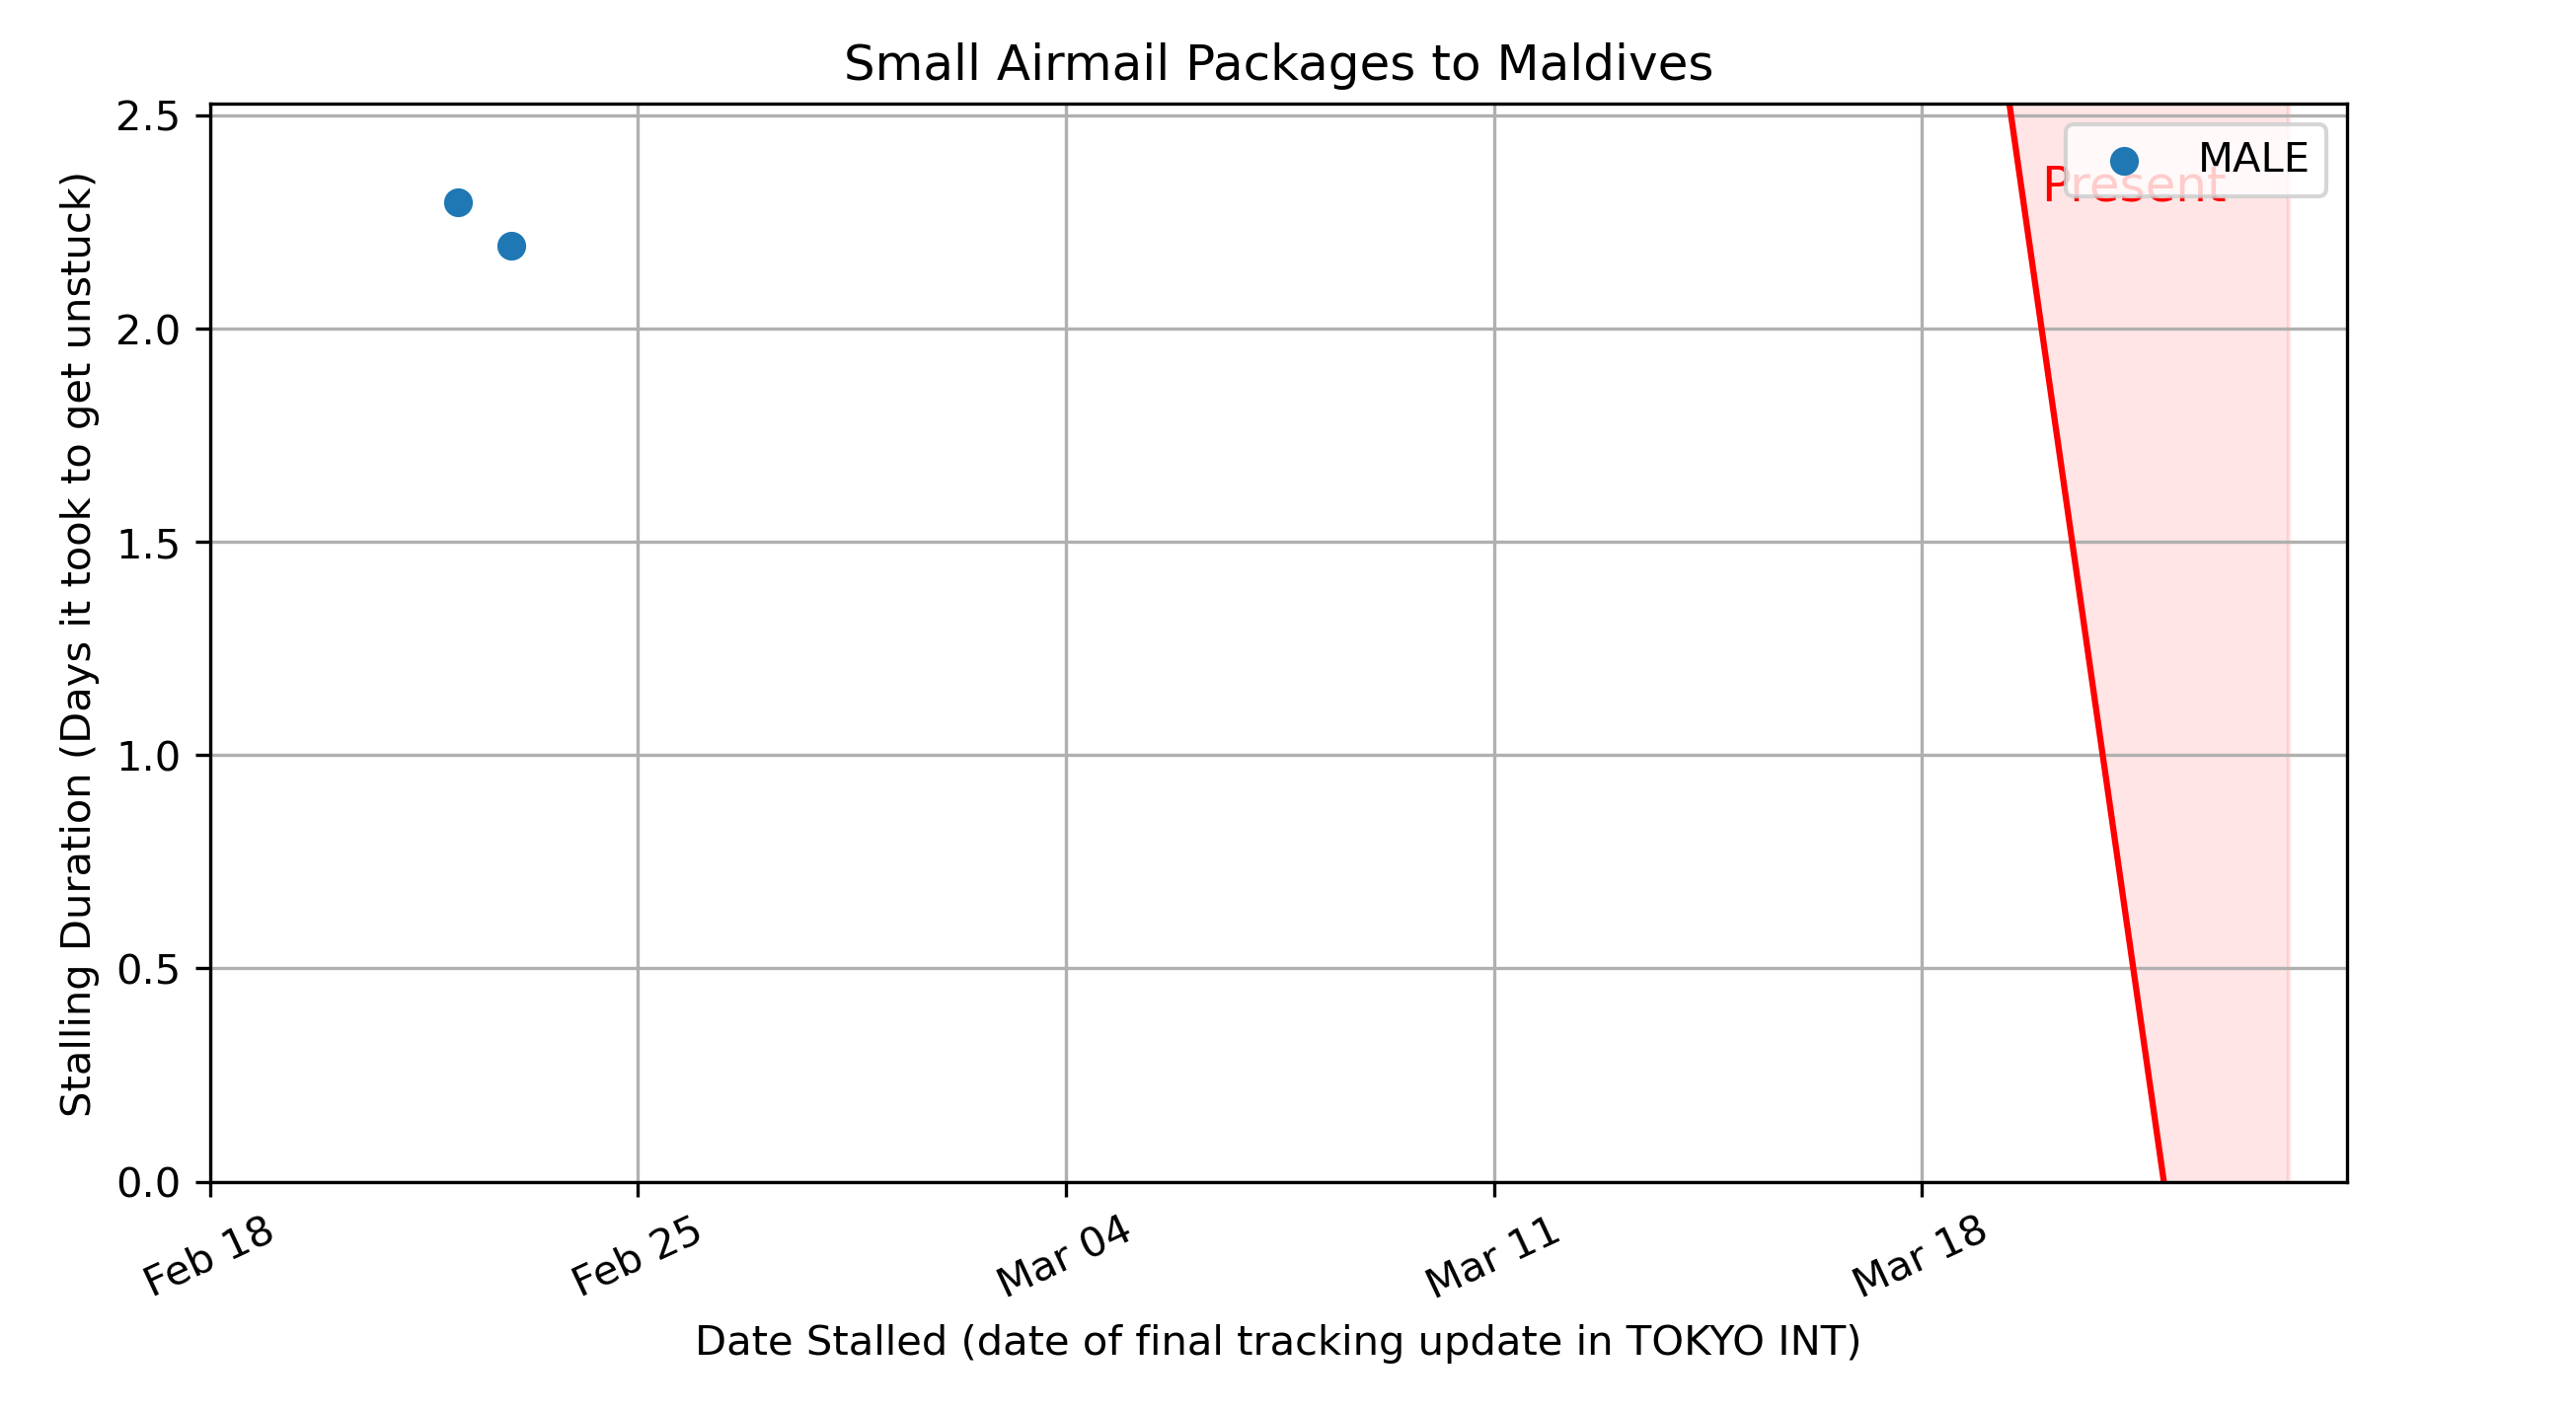 Small Airmail Packages to Maldives
MALE
Present
Stalling Duration (Days it took to get unstuck)
2.5
2.0
1.5
1.0
0.5
0.0
Feb 18
Feb 25
Mar 04
Mar 11
Mar 18
Date Stalled (date of final tracking update in TOKYO INT)